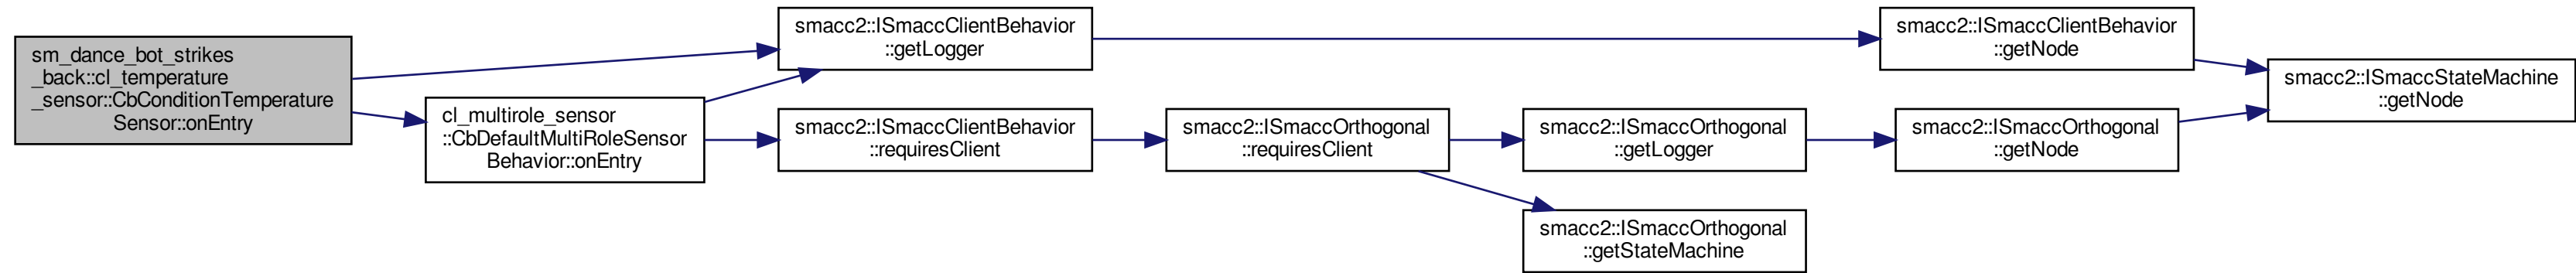 sm_dance_bot_strikes
_back::cl_temperature
_sensor::CbConditionTemperature
Sensor::onEntry
smacc2::ISmaccClientBehavior
::getLogger
cl_multirole_sensor
::CbDefaultMultiRoleSensor
Behavior::onEntry
smacc2::ISmaccClientBehavior
::requiresClient
smacc2::ISmaccOrthogonal
::requiresClient
smacc2::ISmaccOrthogonal
::getLogger
smacc2::ISmaccOrthogonal
::getStateMachine
smacc2::ISmaccClientBehavior
::getNode
smacc2::ISmaccOrthogonal
::getNode
smacc2::ISmaccStateMachine
::getNode